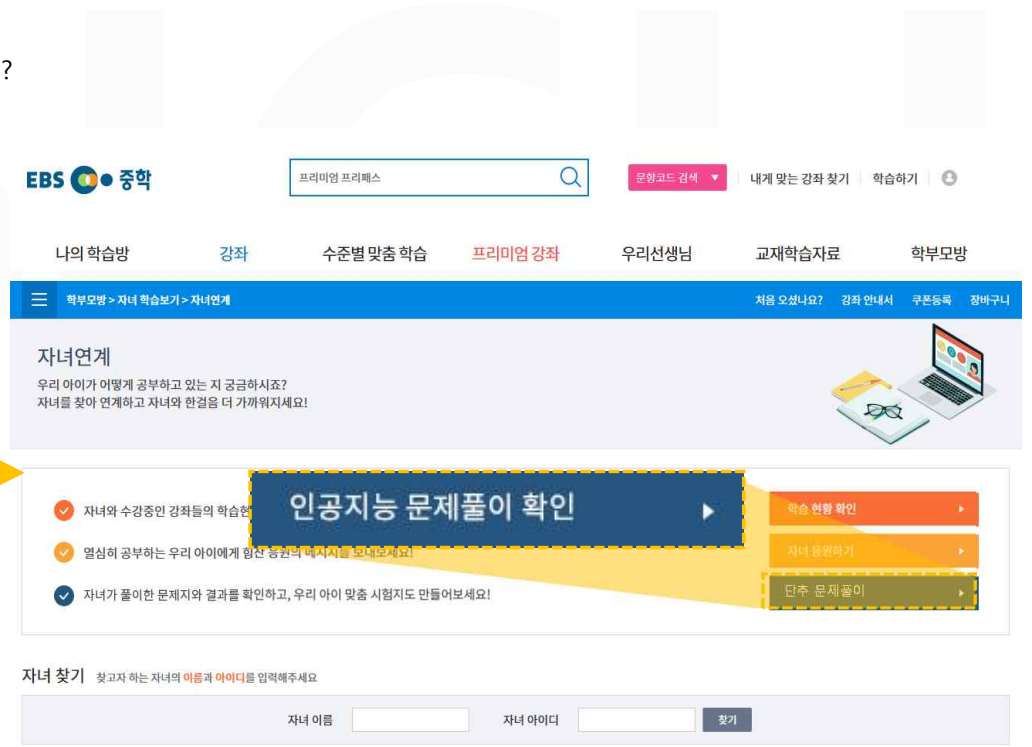 ?
EBS 중학
프리미엄 프리패스
문항코드 검색 ▼
내게 맞는 강좌 찾기
학습하기
나의 학습방
강좌
수준별 맞춤 학습
프리미엄 강좌
우리선생님
교재학습자료
학부모방
학부모방 > 자녀 학습보기 > 자녀연계
처음 오셨나요?
강좌 안내서
쿠폰등록
장바구니
자녀연계
우리 아이가 어떻게 공부하고 있는 지 궁금하시죠?
자녀를 찾아 연계하고 자녀와 한걸음 더 가까워지세요!
자녀와 수강중인 강좌들의 학습현
인공지능 문제풀이 확인
학습 현황 확인
열심히 공부하는 우리 아이에게 힘찬 응원의 메시지를 보내보세요!
자녀 응원하기
자녀가 풀이한 문제지와 결과를 확인하고, 우리 아이 맞춤 시험지도 만들어보세요!
단추 문제풀이
자녀 찾기 찾고자 하는 자녀의 이름과 아이디를 입력해주세요
자녀 이름
자녀 아이디
찾기